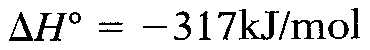 ΔH° = −317kJ/mol